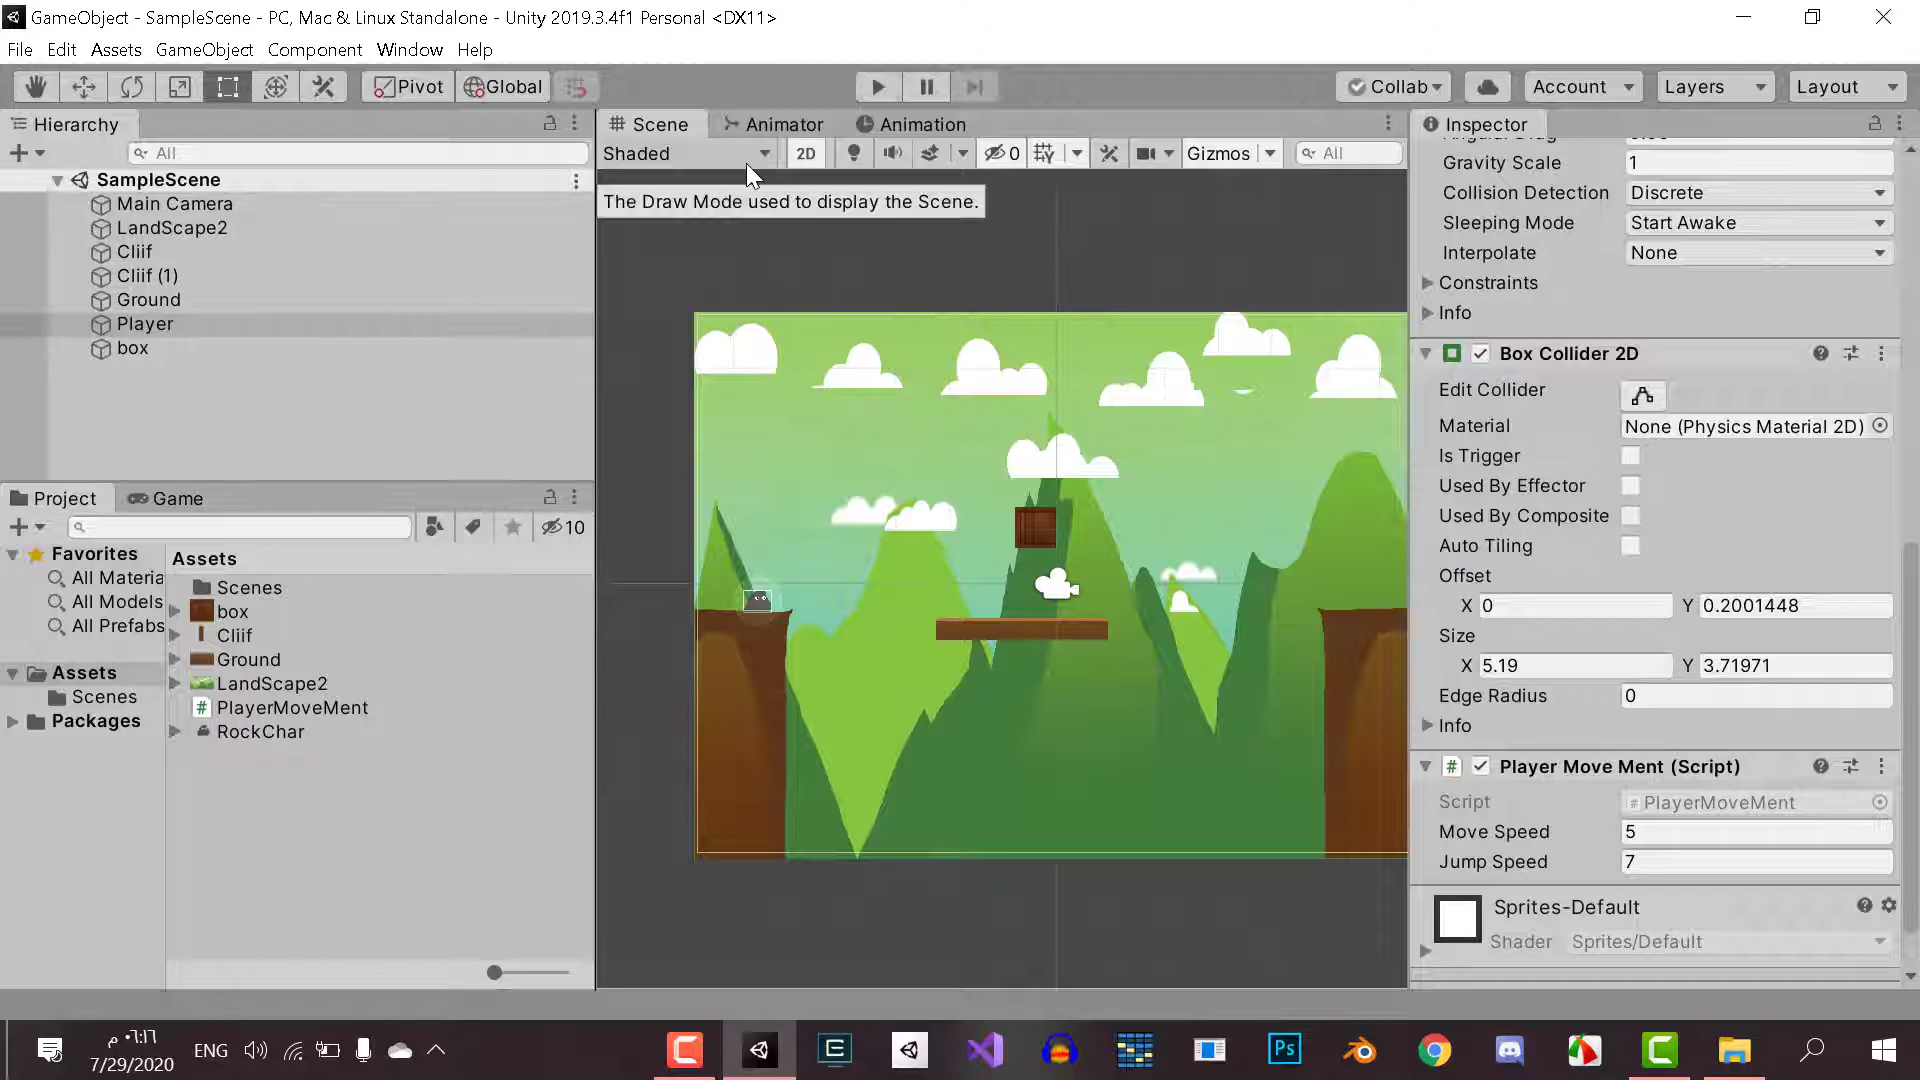 GameObject - SampleScene - PC, Mac & Linux Standalone - Unity 2019.3.4f1 Personal <DX11>
File Edit Assets GameObject Component Window Help
Pivot Global Collab Account Layers Layout
Hierarchy
All
SampleScene
Main Camera
LandScape2
Cliif
Cliif (1)
Ground
Player
box
Project Game
10
Favorites
All Materia
All Models
All Prefabs
Assets
Scenes
Packages
Assets
Scenes
box
Cliif
Ground
LandScape2
PlayerMoveMent
RockChar
Scene Animator Animation
Shaded 2D 0 Gizmos All
The Draw Mode used to display the Scene.
Inspector
Gravity Scale 1
Collision Detection Discrete
Sleeping Mode Start Awake
Interpolate None
Constraints
Info
Box Collider 2D
Edit Collider
Material None (Physics Material 2D)
Is Trigger
Used By Effector
Used By Composite
Auto Tiling
Offset
X 0 Y 0.2001448
Size
X 5.19 Y 3.71971
Edge Radius 0
Info
Player Move Ment (Script)
Script PlayerMoveMent
Move Speed 5
Jump Speed 7
Sprites-Default
Shader Sprites/Default
٠٦:١٦ م
7/29/2020
ENG
Ps